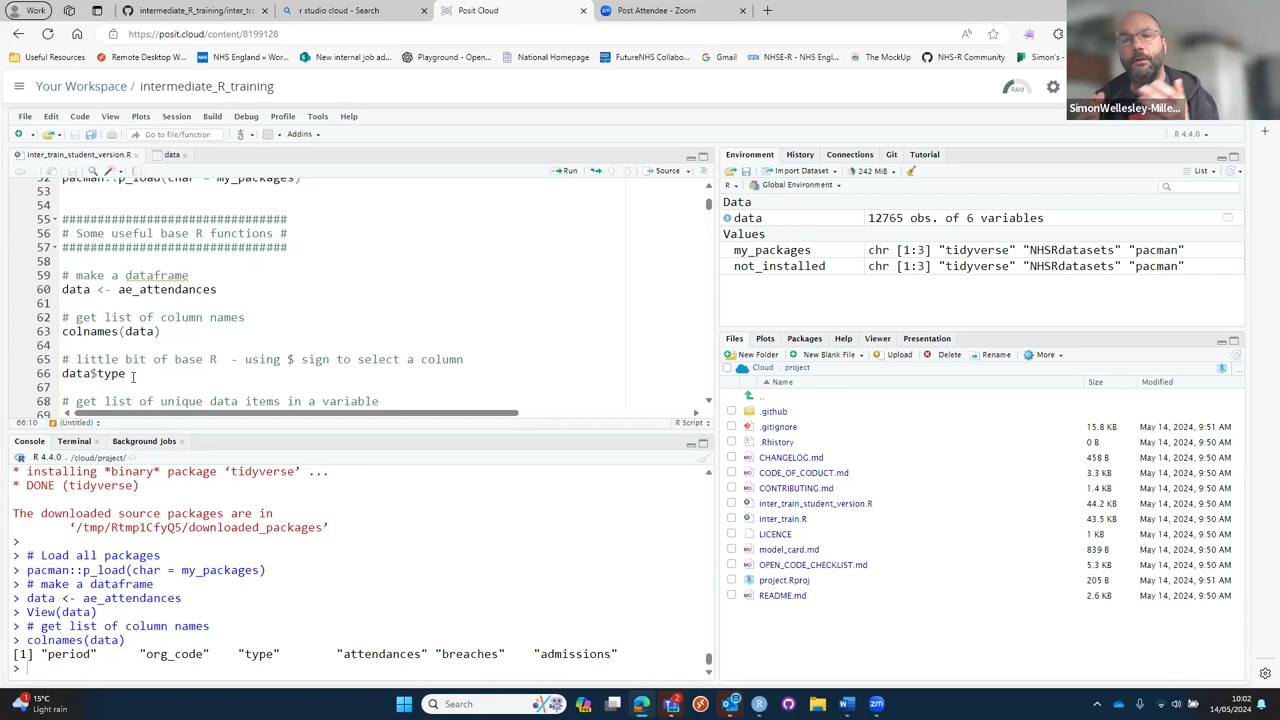 Work
intermediate_R_training/inter_tra
r studio cloud - Search
Posit Cloud
Post Attendee - Zoom
https://posit.cloud/content/8199128
Useful Resources
Remote Desktop W...
NHS England » Wor...
New internal job ad...
Playground - Open...
National Homepage
FutureNHS Collabo...
Gmail
NHSE-R - NHS Engl...
The MockUp
NHS-R Community
Simon's -
SimonWellesley-Mille...
Your Workspace / intermediate_R_training
RAM
File Edit Code View Plots Session Build Debug Profile Tools Help
Go to file/function
Addins
R 4.4.0
inter_train_student_version.R
data
Run
Source
52 pacman::p_load(char = my_packages)
53
54
55 ################################
56 # Some useful base R functions #
57 ################################
58
59 # make a dataframe
60 data <- ae_attendances
61
62 # get list of column names
63 colnames(data)
64
65 # little bit of base R  - using $ sign to select a column
66 data$type
67
68 # get list of unique data items in a variable
69
66:10 (Untitled)
R Script
Console Terminal Background Jobs
R 4.4.0 · /cloud/project/
* installing *binary* package ‘tidyverse’ ...
* DONE (tidyverse)
The downloaded source packages are in
‘/tmp/Rtmp1CfyQ5/downloaded_packages’
>
> # Load all packages
> pacman::p_load(char = my_packages)
> # make a dataframe
> data <- ae_attendances
> View(data)
> # get list of column names
> colnames(data)
[1] "period" "org_code" "type" "attendances" "breaches" "admissions"
>
Environment History Connections Git Tutorial
Import Dataset
242 MiB
List
R
Global Environment
Data
data 12765 obs. of 6 variables
Values
my_packages chr [1:3] "tidyverse" "NHSRdatasets" "pacman"
not_installed chr [1:3] "tidyverse" "NHSRdatasets" "pacman"
Files Plots Packages Help Viewer Presentation
New Folder New Blank File Upload Delete Rename More
Cloud project
Name Size Modified
..
.github
.gitignore 15.8 KB May 14, 2024, 9:51 AM
.Rhistory 0 B May 14, 2024, 9:50 AM
CHANGELOG.md 458 B May 14, 2024, 9:50 AM
CODE_OF_CODUCT.md 3.3 KB May 14, 2024, 9:50 AM
CONTRIBUTING.md 1.4 KB May 14, 2024, 9:50 AM
inter_train_student_version.R 44.2 KB May 14, 2024, 9:50 AM
inter_train.R 43.5 KB May 14, 2024, 9:50 AM
LICENCE 1 KB May 14, 2024, 9:50 AM
model_card.md 839 B May 14, 2024, 9:50 AM
OPEN_CODE_CHECKLIST.md 5.3 KB May 14, 2024, 9:50 AM
project.Rproj 205 B May 14, 2024, 9:51 AM
README.md 2.6 KB May 14, 2024, 9:50 AM
1
15°C
Light rain
Search
2
10:02
14/05/2024